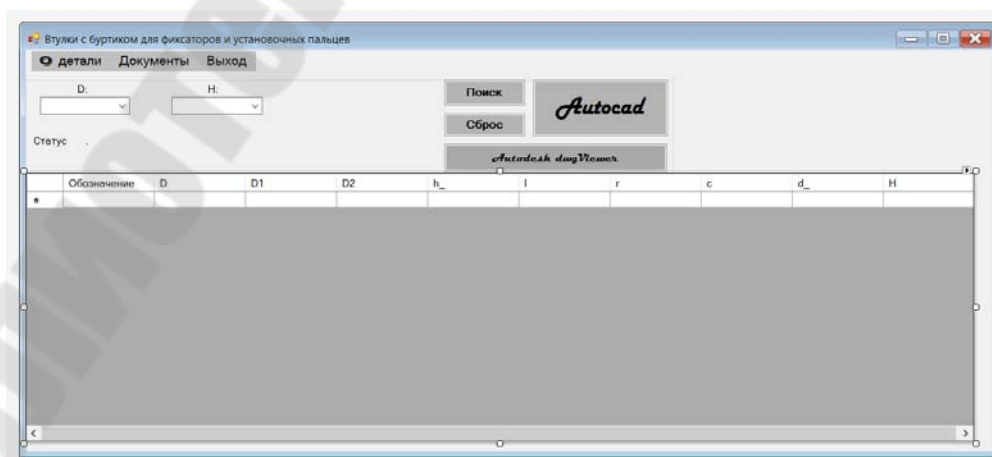 Втулки с буртиком для фиксаторов и установочных пальцев
О детали Документы Выход
D: H:
Поиск
Autocad
Сброс
Статус .
Autodesk dwgViewer
Обозначение D D1 D2 h_ l r c d_ H
*